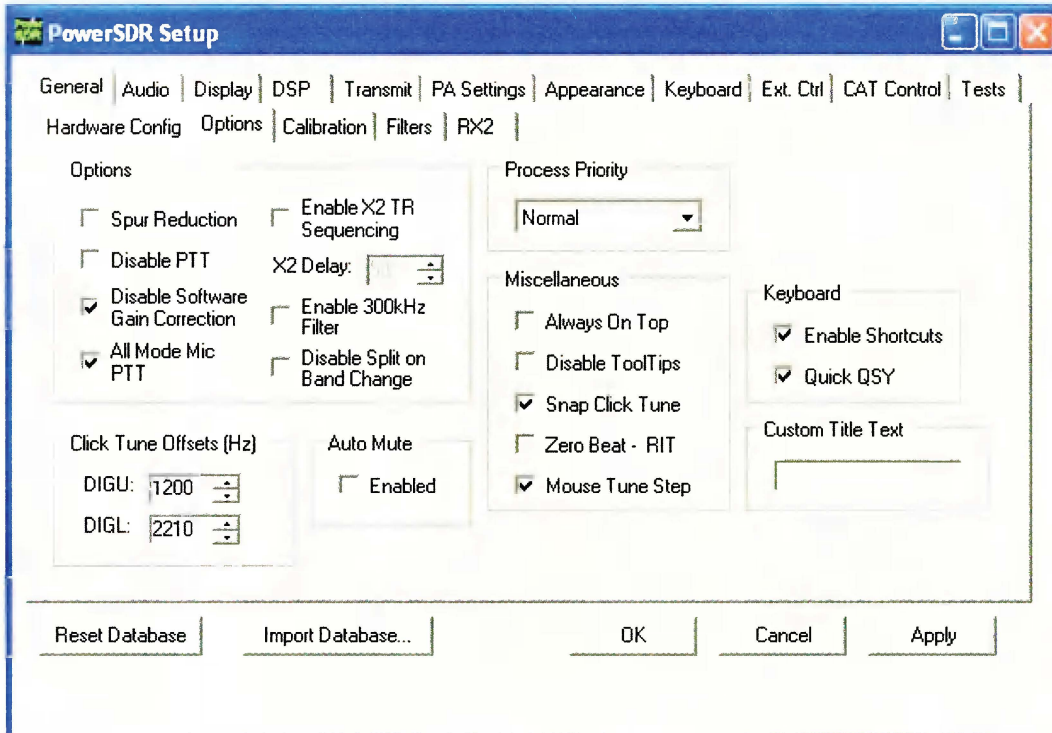 PowerSDR Setup
General Audio Display DSP Transmit PA Settings Appearance Keyboard Ext. Ctrl CAT Control Tests
Hardware Config Options Calibration Filters RX2
Options
Spur Reduction
Disable PTT
Disable Software
Gain Correction
All Mode Mic
PTT
Enable X2 TR
Sequencing
X2 Delay:
Enable 300kHz
Filter
Disable Split on
Band Change
Process Priority
Normal
Miscellaneous
Always On Top
Disable ToolTips
Snap Click Tune
Zero Beat - RIT
Mouse Tune Step
Keyboard
Enable Shortcuts
Quick QSY
Custom Title Text
Click Tune Offsets (Hz)
DIGU: 1200
DIGL: 2210
Auto Mute
Enabled
Reset Database Import Database... OK Cancel Apply